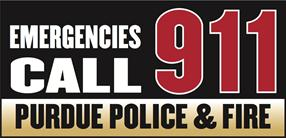 EMERGENCIES
CALL 911
PURDUE POLICE & FIRE